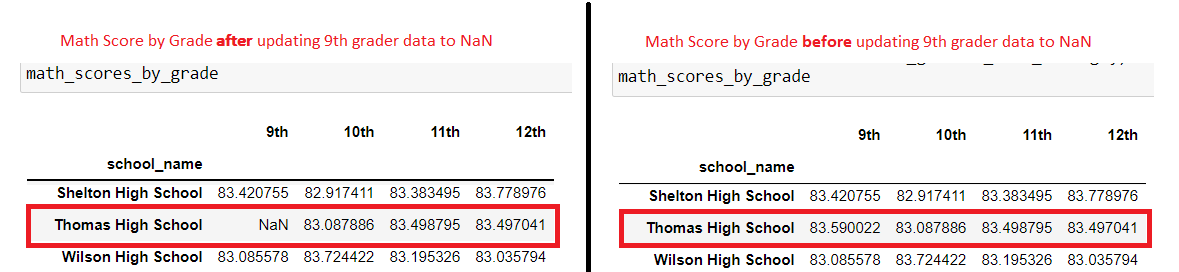 Math Score by Grade after updating 9th grader data to NaN
math_scores_by_grade
9th 10th 11th 12th
school_name
Shelton High School 83.420755 82.917411 83.383495 83.778976
Thomas High School NaN 83.087886 83.498795 83.497041
Wilson High School 83.085578 83.724422 83.195326 83.035794
Math Score by Grade before updating 9th grader data to NaN
math_scores_by_grade
9th 10th 11th 12th
school_name
Shelton High School 83.420755 82.917411 83.383495 83.778976
Thomas High School 83.590022 83.087886 83.498795 83.497041
Wilson High School 83.085578 83.724422 83.195326 83.035794